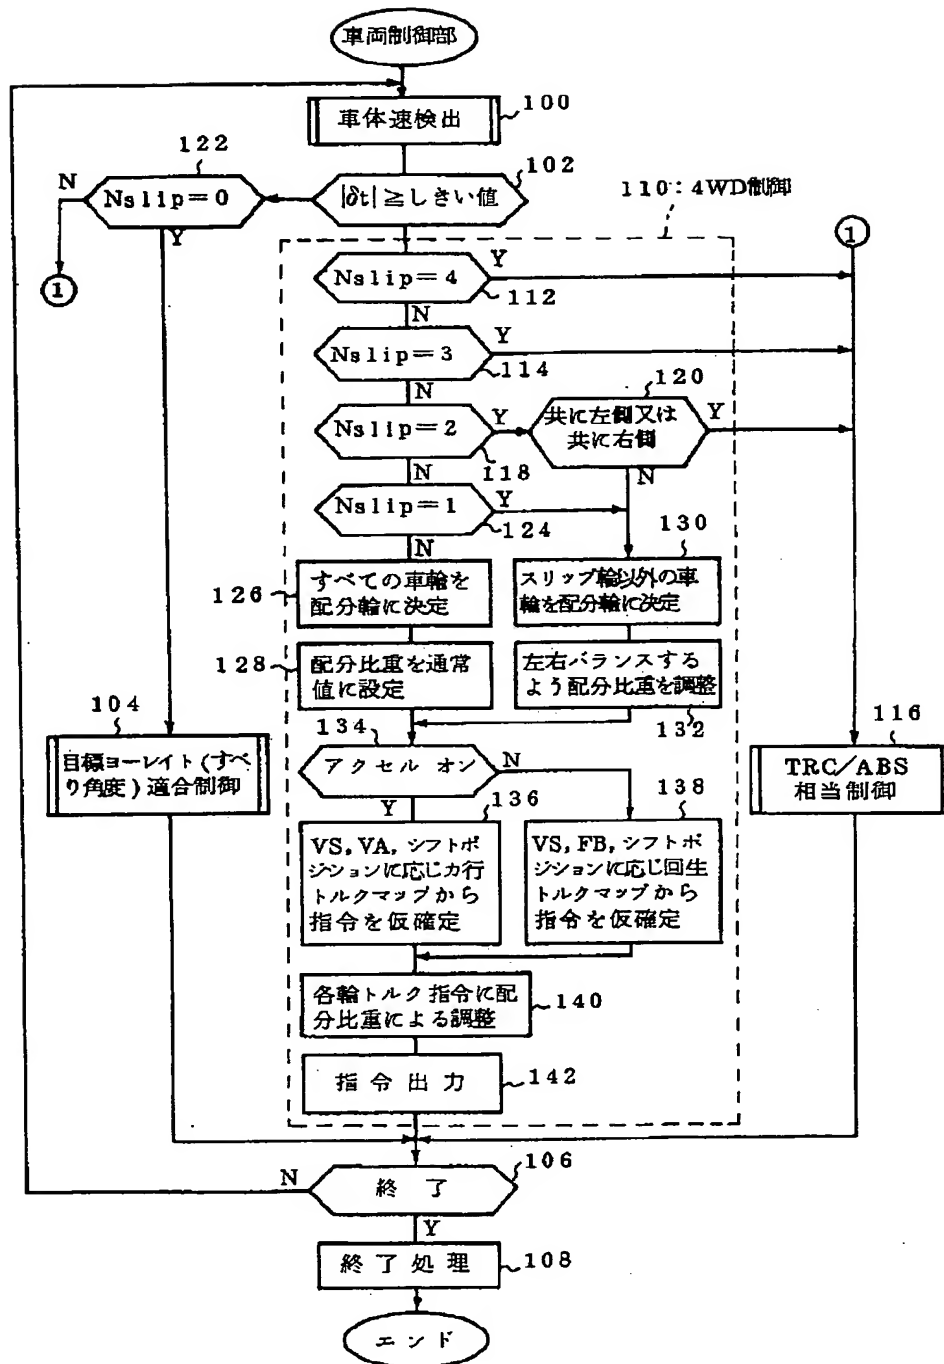 車両制御部
車体速検出
100
122
102
N
Nslip=0
|δt|≧しきい値
110:4WD制御
Y
1
1
Nslip=4
Y
112
N
Nslip=3
Y
114
N
120
Nslip=2
Y
共に左側又は
共に右側
Y
118
N
N
Nslip=1
Y
124
130
N
126
すべての車輪を
配分輪に決定
スリップ輪以外の車
輪を配分輪に決定
128
配分比重を通常
値に設定
左右バランスする
よう配分比重を調整
132
104
134
116
目標ヨーレイト(すべ
り角度)適合制御
アクセル オン
N
TRC/ABS
相当制御
Y
136
138
VS,VA,シフトポ
ジションに応じカ行
トルクマップから
指令を仮確定
VS,FB,シフトポ
ジションに応じ回生
トルクマップから
指令を仮確定
各輪トルク指令に配
分比重による調整
140
指令出力
142
106
N
終了
Y
終了処理
108
エンド